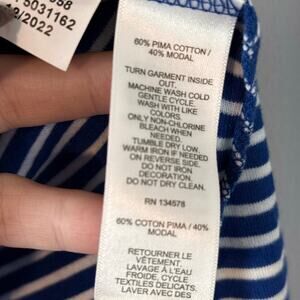 5031162
12/2022
60% PIMA COTTON /
40% MODAL
TURN GARMENT INSIDE
OUT.
MACHINE WASH COLD
GENTLE CYCLE.
WASH WITH LIKE
COLORS.
ONLY NON-CHLORINE
BLEACH WHEN
NEEDED.
TUMBLE DRY LOW.
WARM IRON IF NEEDED
ON REVERSE SIDE.
DO NOT IRON
DECORATION.
DO NOT DRY CLEAN.
RN 134578
60% COTON PIMA / 40%
MODAL
RETOURNER LE
VÊTEMENT.
LAVAGE À L'EAU
FROIDE, CYCLE
TEXTILES DELICATS.
LAVER AVEC DES